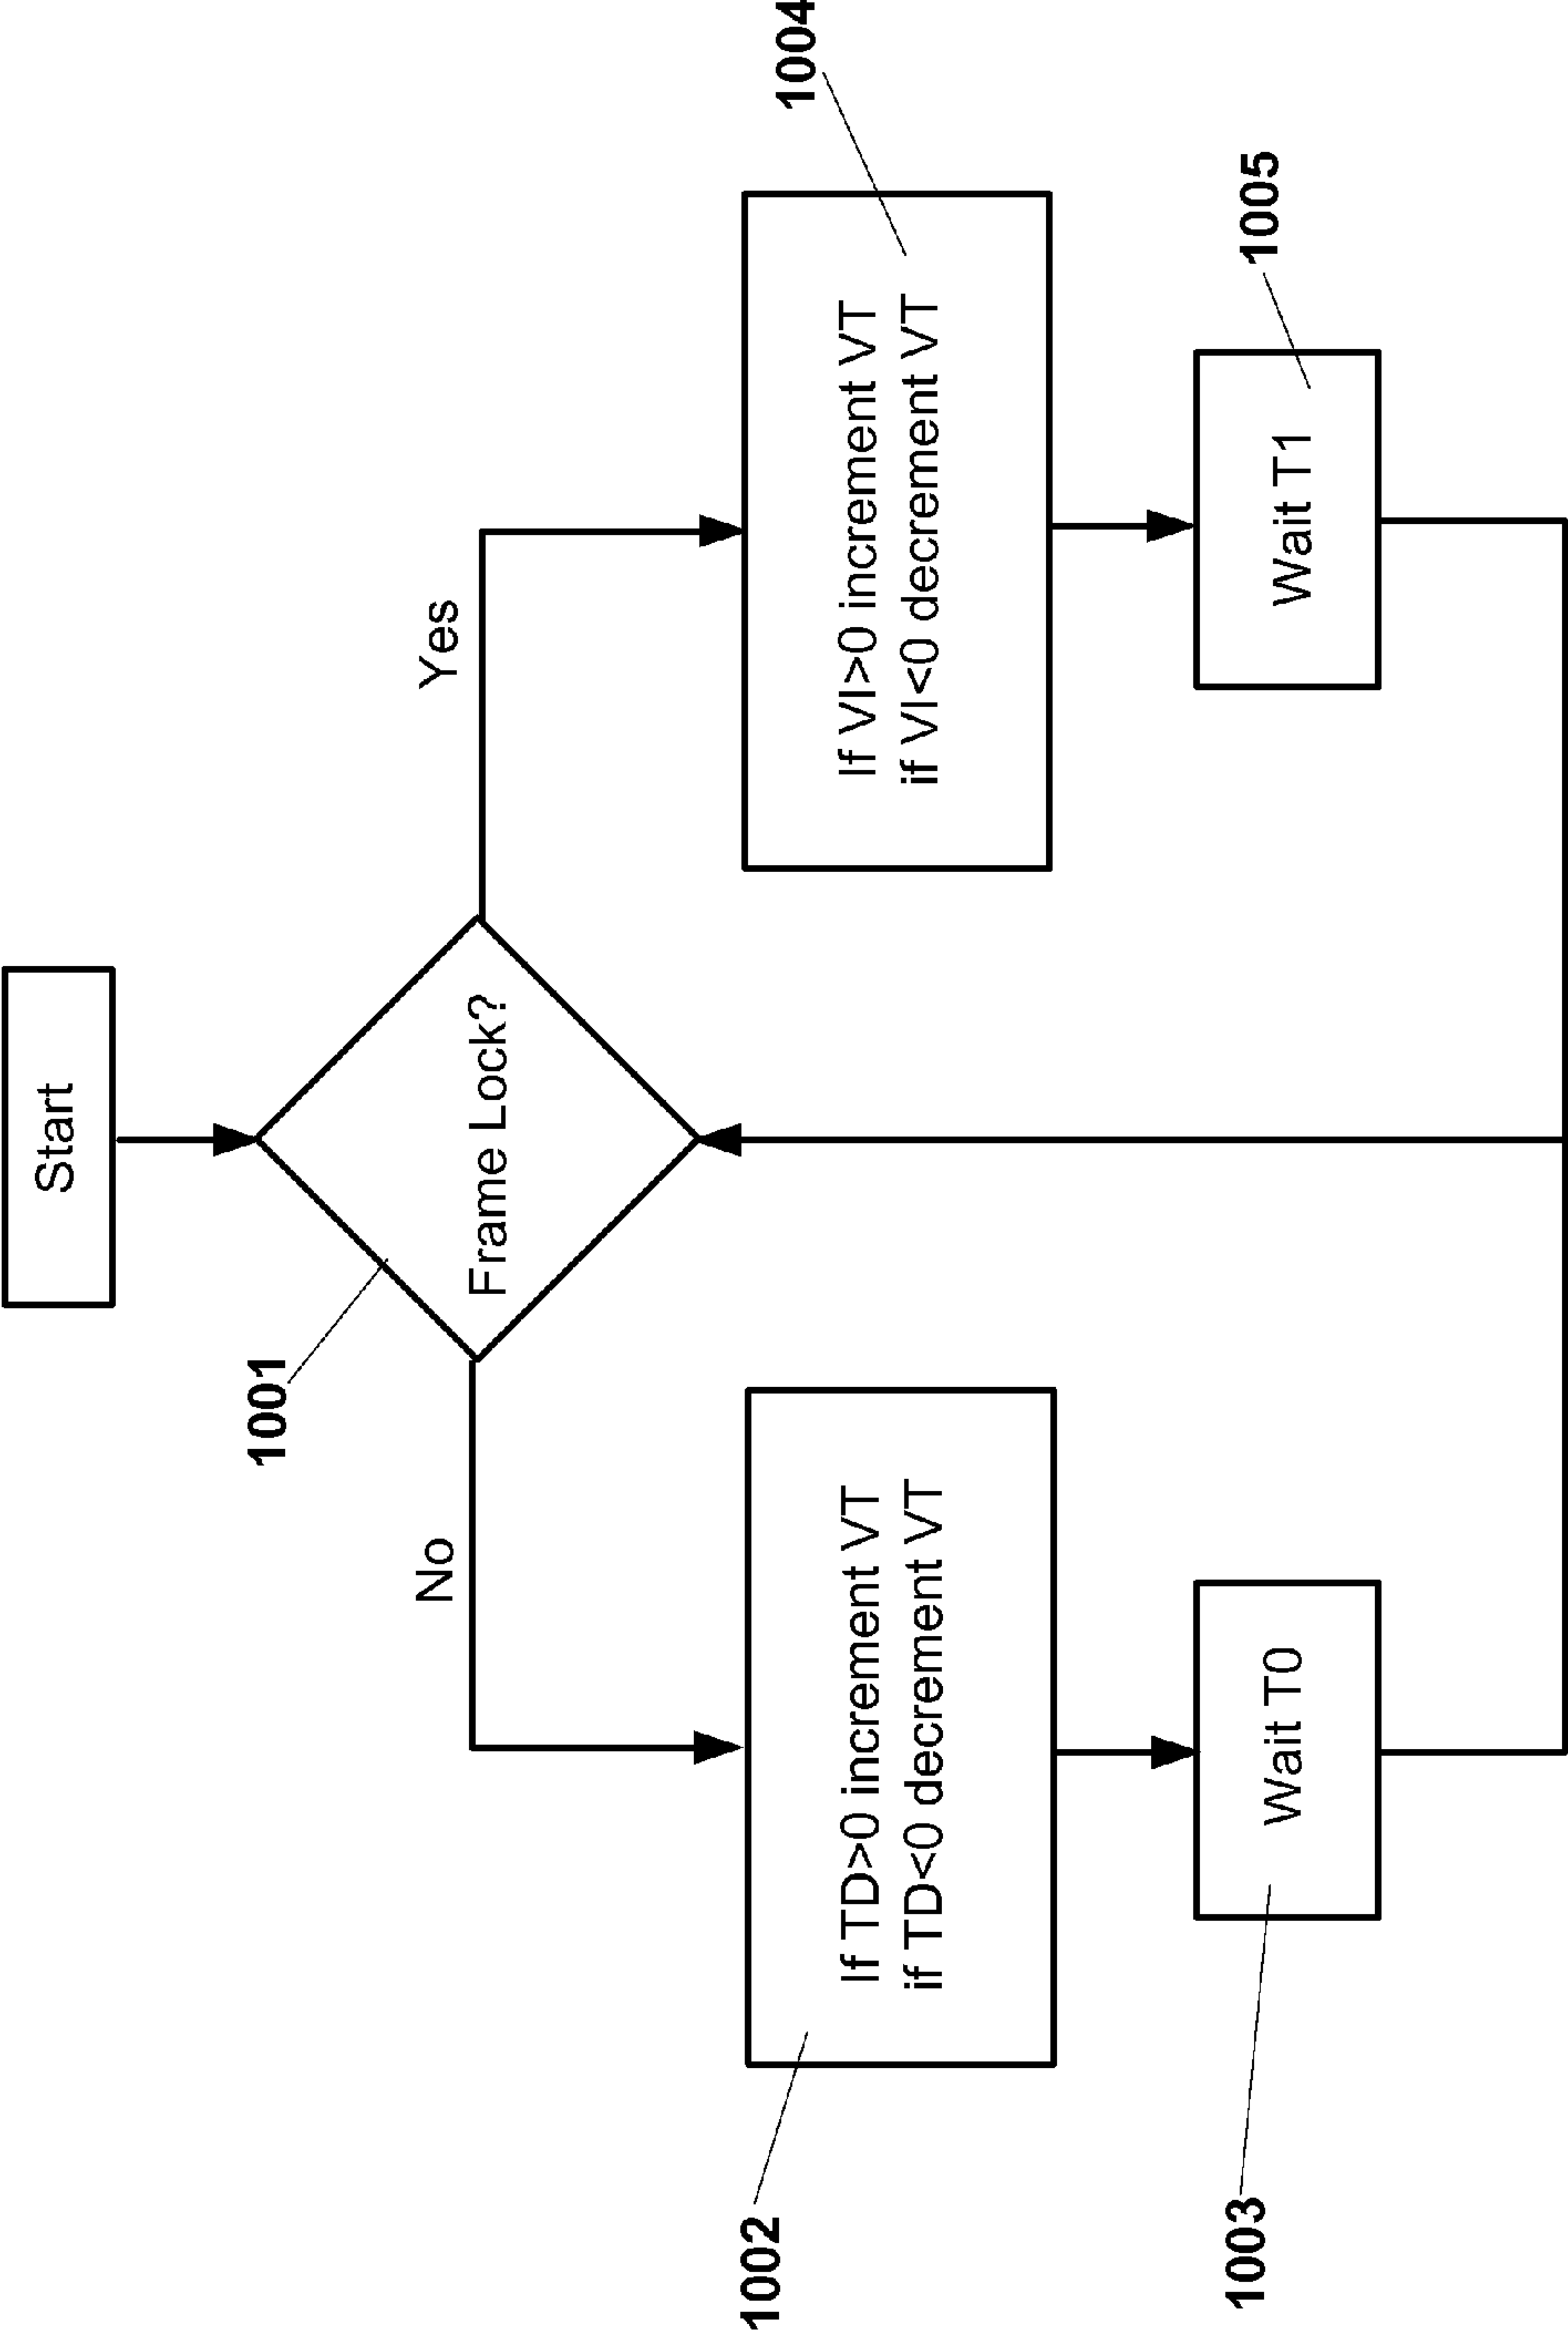 Start
1001
Frame Lock?
No
Yes
1002
If TD>0 increment VT
if TD<0 decrement VT
1004
If VI>0 increment VT
if VI<0 decrement VT
1003
Wait T0
1005
Wait T1